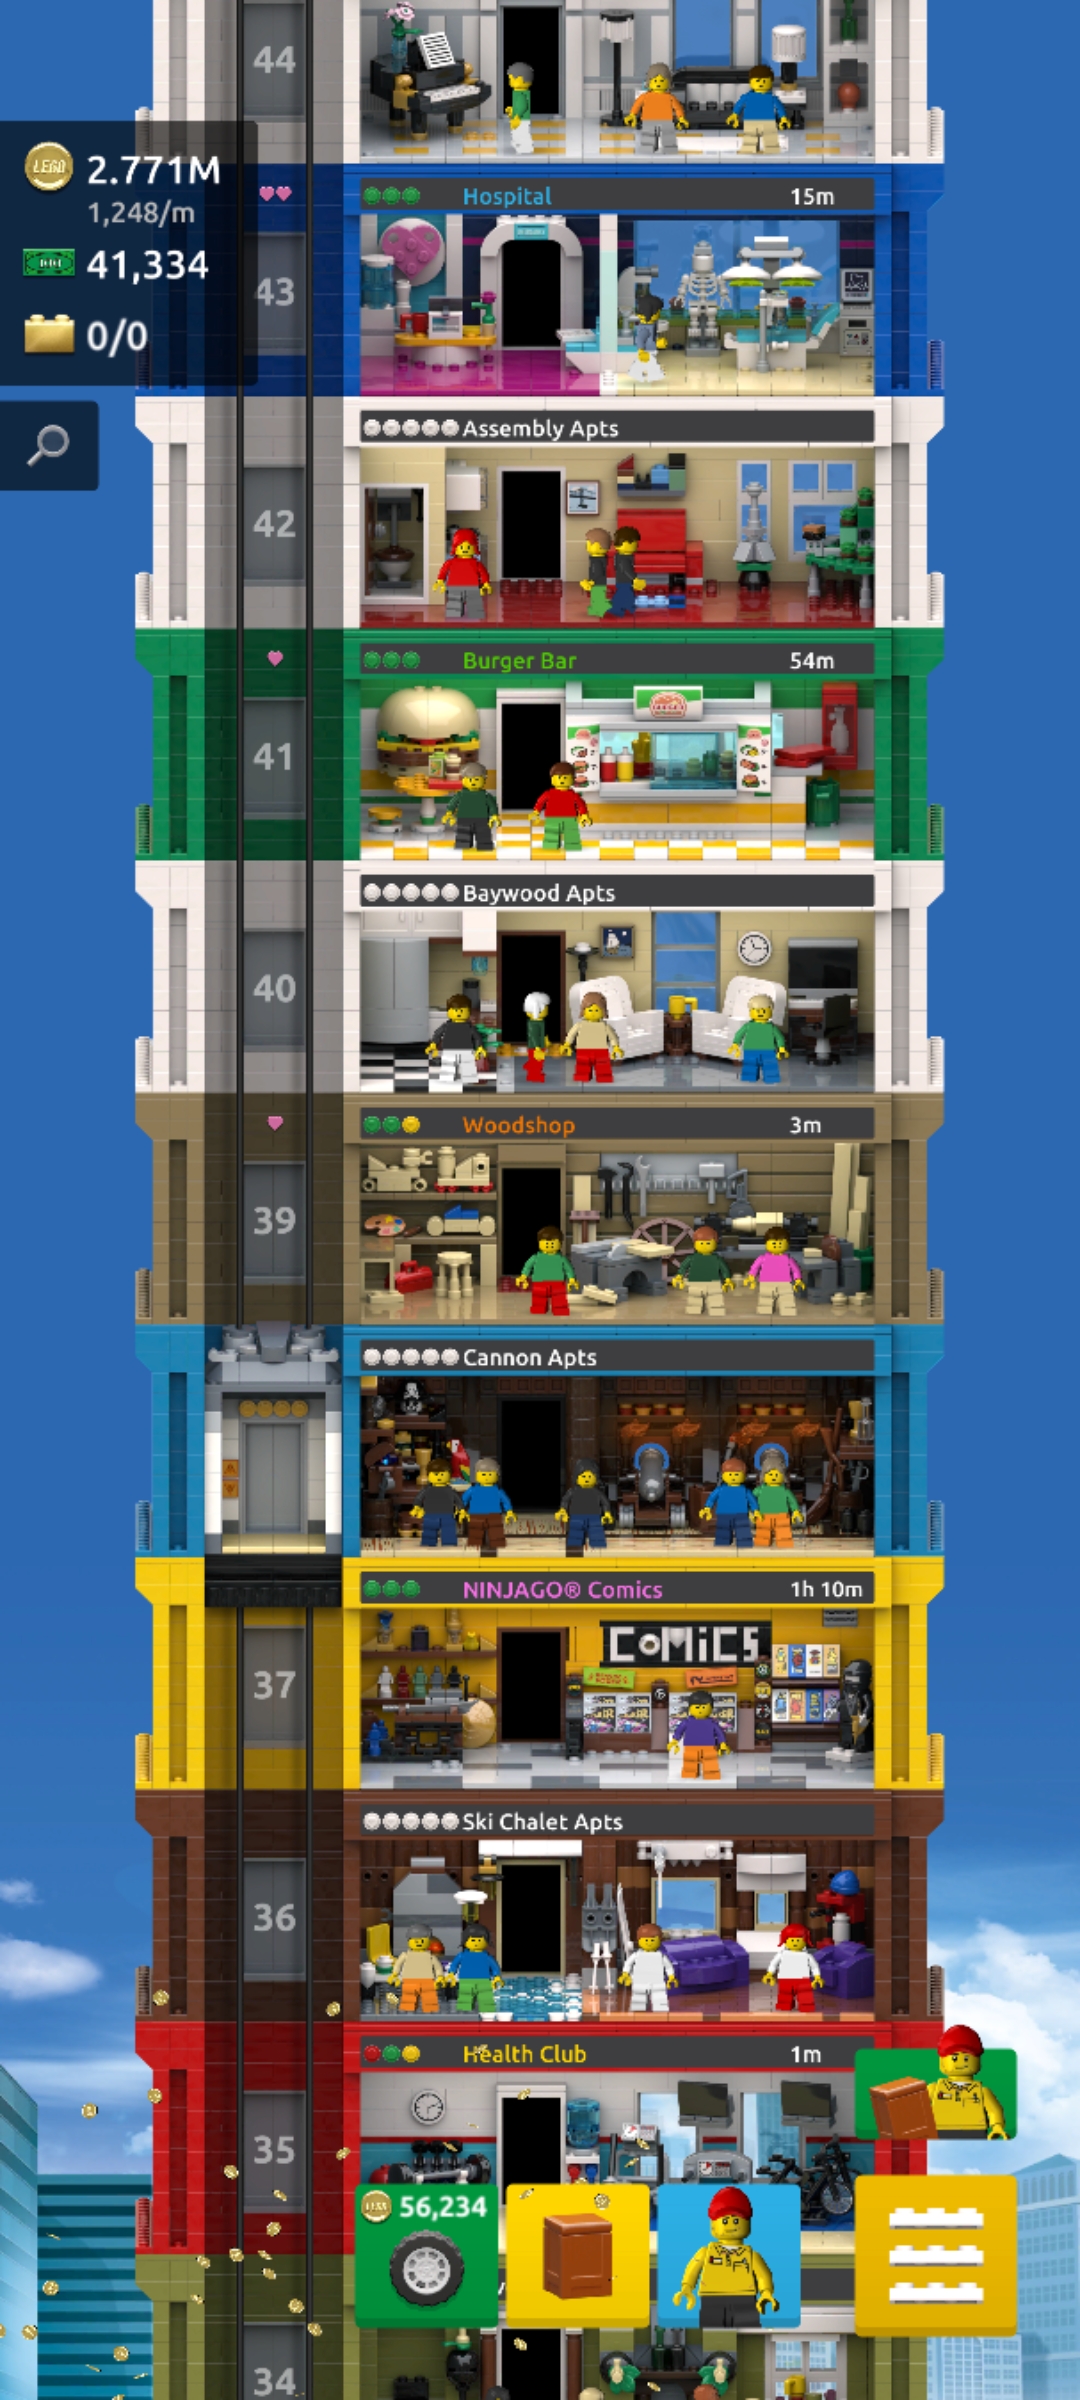 44
LEGO 2.771M
1,248/m
41,334
0/0
Hospital 15m
43
Assembly Apts
42
Burger Bar 54m
41
Baywood Apts
40
Woodshop 3m
39
Cannon Apts
NINJAGO® Comics 1h 10m
COMiCS
37
Ski Chalet Apts
36
Health Club 1m
35
56,234
34